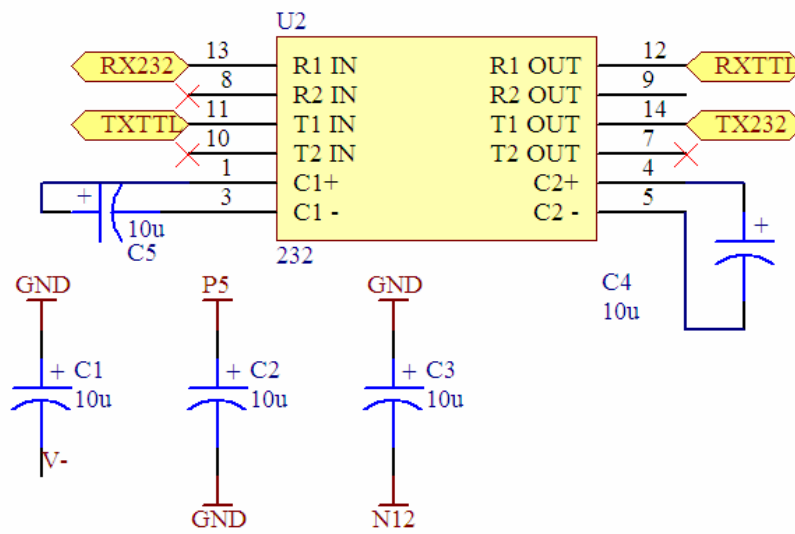 U2
RX232 13 R1 IN R1 OUT 12 RXTTL
8 R2 IN R2 OUT 9
TXTTL 11 T1 IN T1 OUT 14 TX232
10 T2 IN T2 OUT 7
1 C1+ C2+ 4
3 C1 - C2 - 5
+ 10u
C5
232
+
C4
10u
GND P5 GND
+ C1 + C2 + C3
10u 10u 10u
V-
GND N12